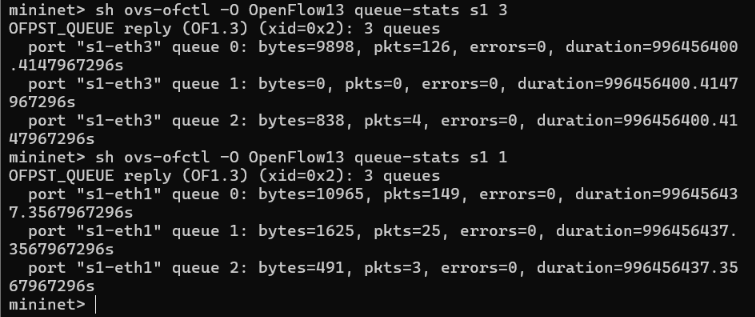 mininet> sh ovs-ofctl -O OpenFlow13 queue-stats s1 3
OFPST_QUEUE reply (OF1.3) (xid=0x2): 3 queues
  port "s1-eth3" queue 0: bytes=9898, pkts=126, errors=0, duration=996456400
.4147967296s
  port "s1-eth3" queue 1: bytes=0, pkts=0, errors=0, duration=996456400.4147
967296s
  port "s1-eth3" queue 2: bytes=838, pkts=4, errors=0, duration=996456400.41
47967296s
mininet> sh ovs-ofctl -O OpenFlow13 queue-stats s1 1
OFPST_QUEUE reply (OF1.3) (xid=0x2): 3 queues
  port "s1-eth1" queue 0: bytes=10965, pkts=149, errors=0, duration=99645643
7.3567967296s
  port "s1-eth1" queue 1: bytes=1625, pkts=25, errors=0, duration=996456437.
3567967296s
  port "s1-eth1" queue 2: bytes=491, pkts=3, errors=0, duration=996456437.35
67967296s
mininet>